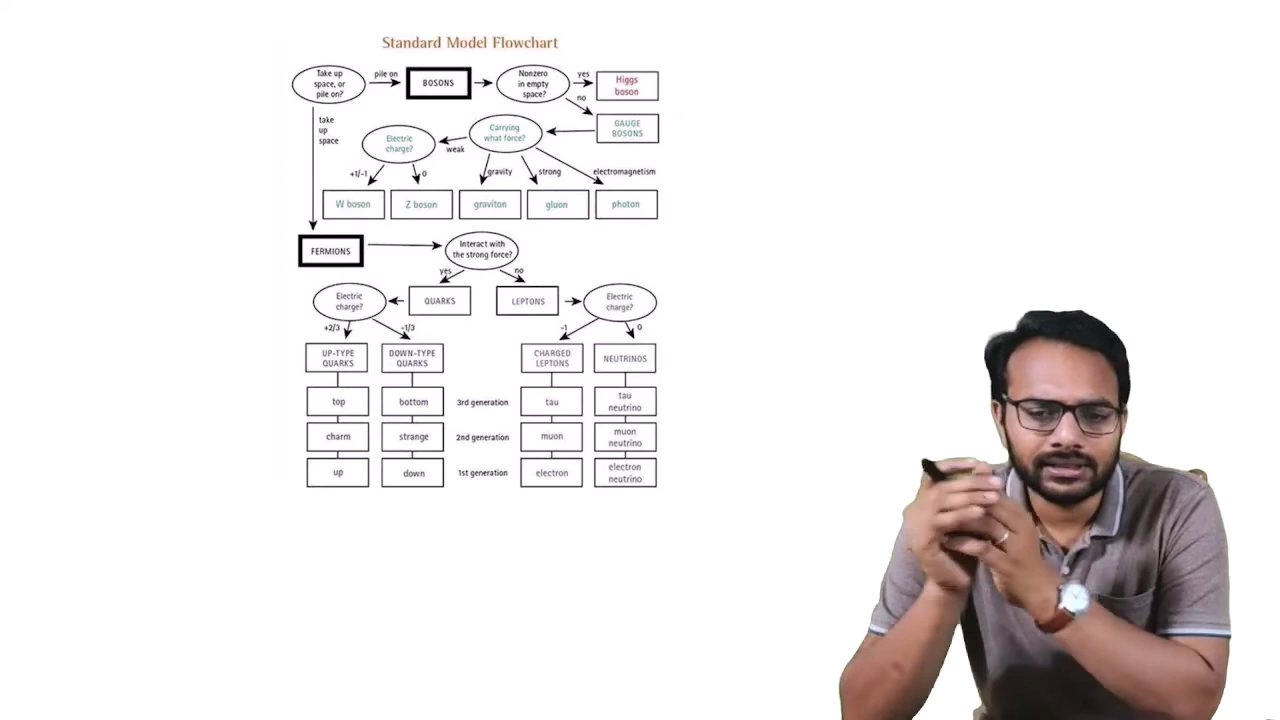 Standard Model Flowchart
Take up
space, or
pile on?
pile on
BOSONS
Nonzero
in empty
space?
yes
Higgs
boson
no
GAUGE
BOSONS
take
up
space
Carrying
what force?
weak
Electric
charge?
+1/-1
0
gravity
strong
electromagnetism
W boson
Z boson
graviton
gluon
photon
FERMIONS
Interact with
the strong force?
yes
no
Electric
charge?
QUARKS
LEPTONS
Electric
charge?
+2/3
-1/3
-1
0
UP-TYPE
QUARKS
DOWN-TYPE
QUARKS
CHARGED
LEPTONS
NEUTRINOS
top
bottom
3rd generation
tau
tau
neutrino
charm
strange
2nd generation
muon
muon
neutrino
up
down
1st generation
electron
electron
neutrino